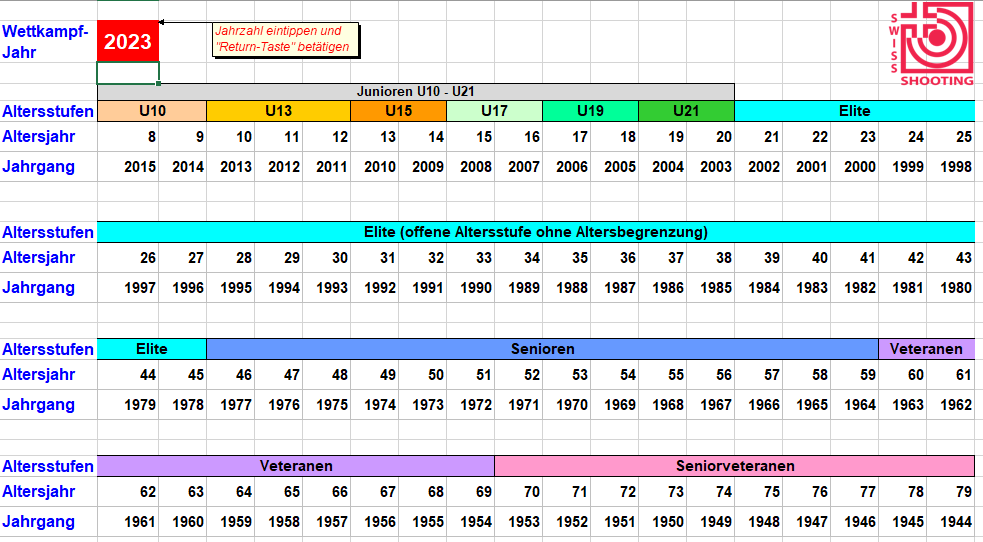 Wettkampf-
Jahr
2023
Jahrzahl eintippen und
"Return-Taste" betätigen
SWISS
SHOOTING
Junioren U10 - U21
Altersstufen U10 U13 U15 U17 U19 U21 Elite
Altersjahr 8 9 10 11 12 13 14 15 16 17 18 19 20 21 22 23 24 25
Jahrgang 2015 2014 2013 2012 2011 2010 2009 2008 2007 2006 2005 2004 2003 2002 2001 2000 1999 1998
Altersstufen Elite (offene Altersstufe ohne Altersbegrenzung)
Altersjahr 26 27 28 29 30 31 32 33 34 35 36 37 38 39 40 41 42 43
Jahrgang 1997 1996 1995 1994 1993 1992 1991 1990 1989 1988 1987 1986 1985 1984 1983 1982 1981 1980
Altersstufen Elite Senioren Veteranen
Altersjahr 44 45 46 47 48 49 50 51 52 53 54 55 56 57 58 59 60 61
Jahrgang 1979 1978 1977 1976 1975 1974 1973 1972 1971 1970 1969 1968 1967 1966 1965 1964 1963 1962
Altersstufen Veteranen Seniorveteranen
Altersjahr 62 63 64 65 66 67 68 69 70 71 72 73 74 75 76 77 78 79
Jahrgang 1961 1960 1959 1958 1957 1956 1955 1954 1953 1952 1951 1950 1949 1948 1947 1946 1945 1944